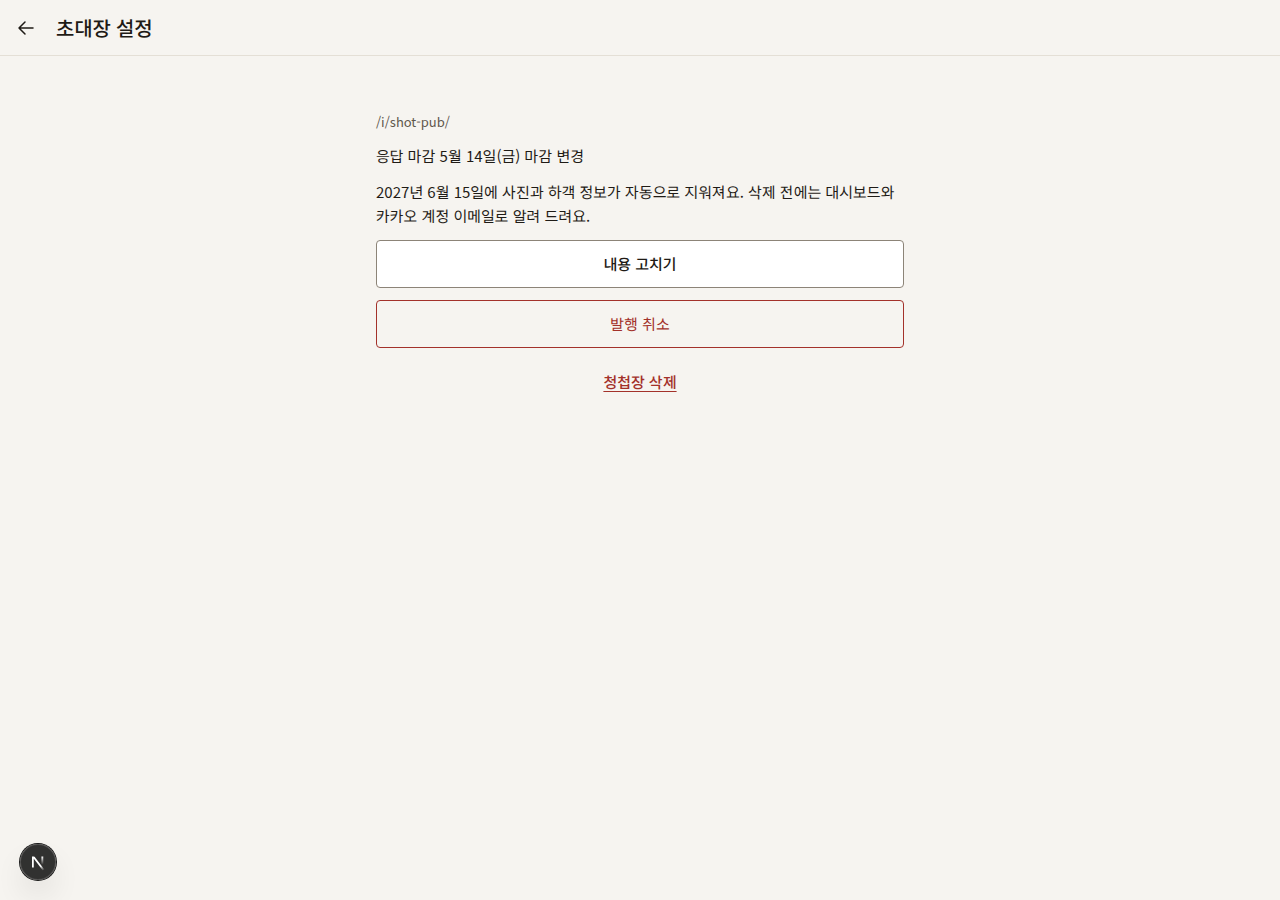 초대장 설정
/i/shot-pub/
응답 마감 5월 14일(금) 마감 변경
2027년 6월 15일에 사진과 하객 정보가 자동으로 지워져요. 삭제 전에는 대시보드와
카카오 계정 이메일로 알려 드려요.
내용 고치기
발행 취소
청첩장 삭제
N